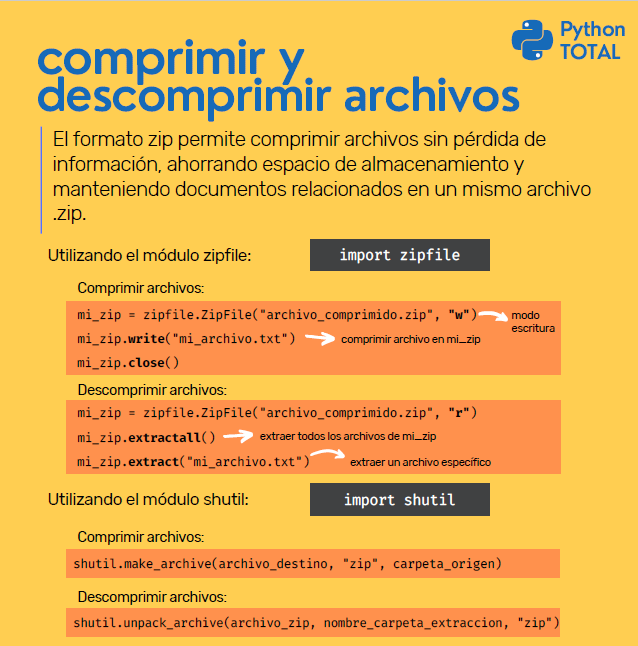 Python
TOTAL
comprimir y
descomprimir archivos
El formato zip permite comprimir archivos sin pérdida de
información, ahorrando espacio de almacenamiento y
manteniendo documentos relacionados en un mismo archivo
.zip.
Utilizando el módulo zipfile:
import zipfile
Comprimir archivos:
mi_zip = zipfile.ZipFile("archivo_comprimido.zip", "w")
modo
escritura
mi_zip.write("mi_archivo.txt")
comprimir archivo en mi_zip
mi_zip.close()
Descomprimir archivos:
mi_zip = zipfile.ZipFile("archivo_comprimido.zip", "r")
mi_zip.extractall()
extraer todos los archivos de mi_zip
mi_zip.extract("mi_archivo.txt")
extraer un archivo específico
Utilizando el módulo shutil:
import shutil
Comprimir archivos:
shutil.make_archive(archivo_destino, "zip", carpeta_origen)
Descomprimir archivos:
shutil.unpack_archive(archivo_zip, nombre_carpeta_extraccion, "zip")